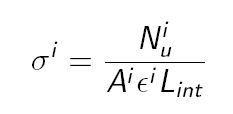 σ^i = N_u^i / A^i ϵ^i L_int